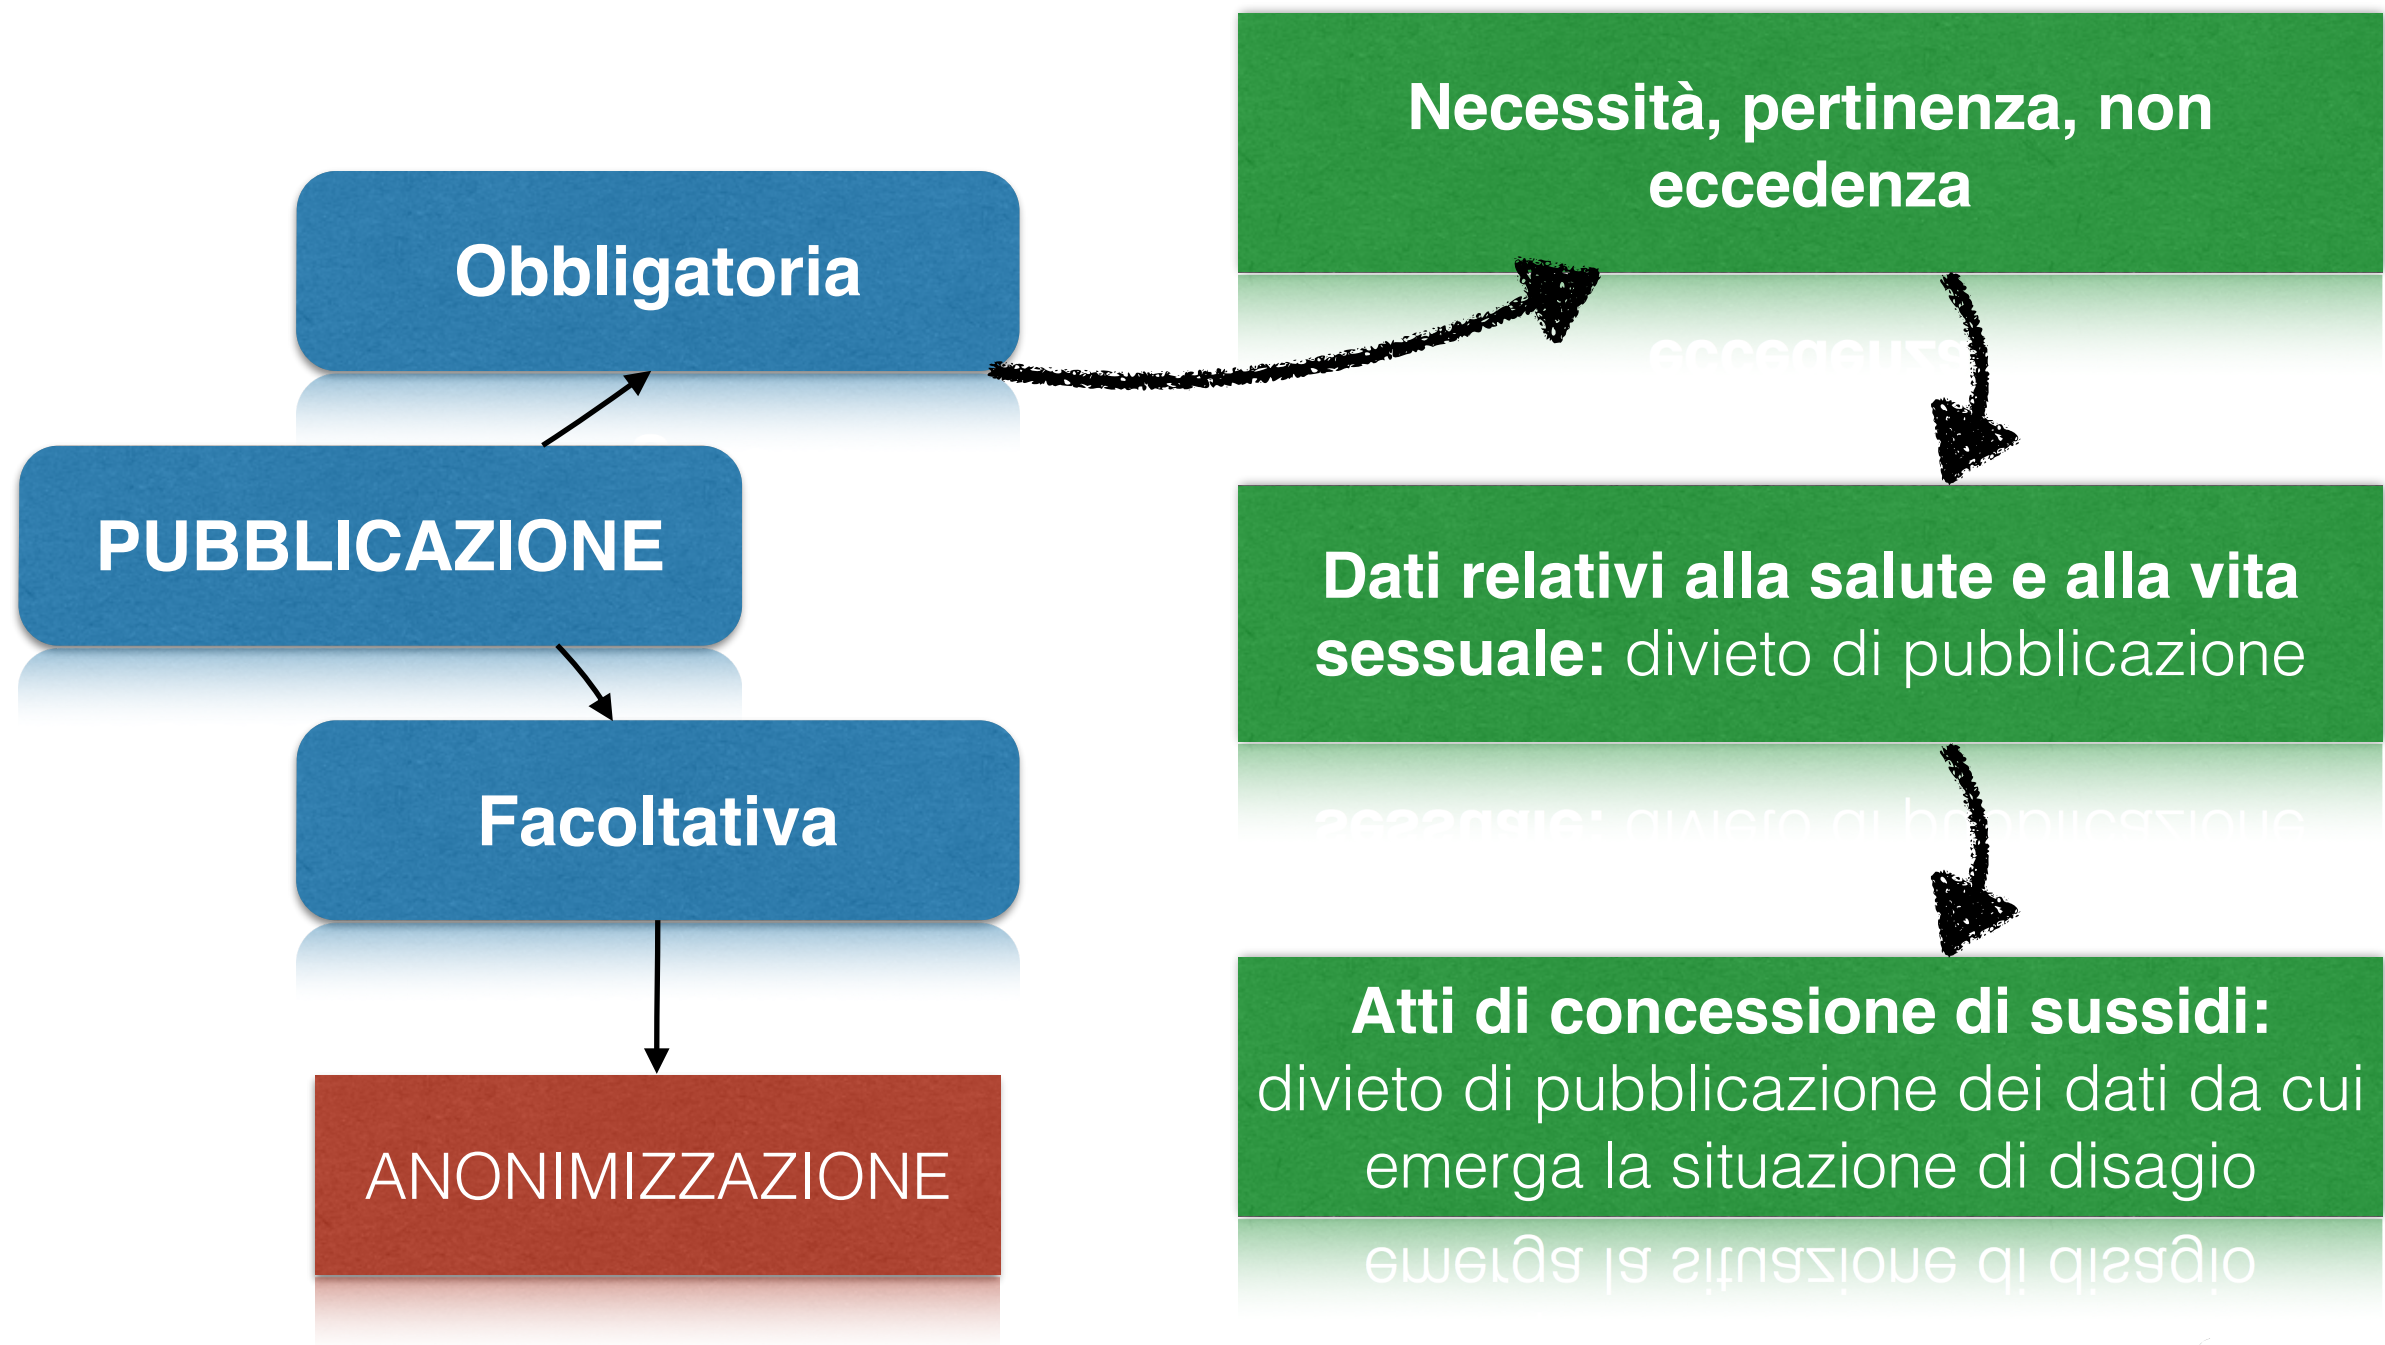 Obbligatoria
PUBBLICAZIONE
Facoltativa
ANONIMIZZAZIONE
Necessità, pertinenza, non
eccedenza
Dati relativi alla salute e alla vita
sessuale: divieto di pubblicazione
Atti di concessione di sussidi:
divieto di pubblicazione dei dati da cui
emerga la situazione di disagio